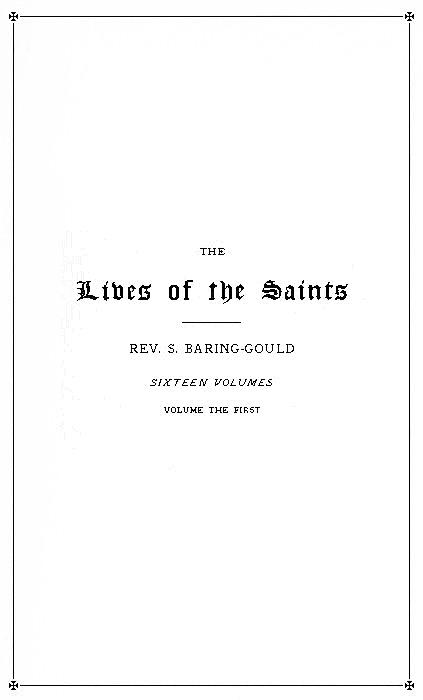 THE
Lives of the Saints
REV. S. BARING-GOULD
SIXTEEN VOLUMES
VOLUME THE FIRST